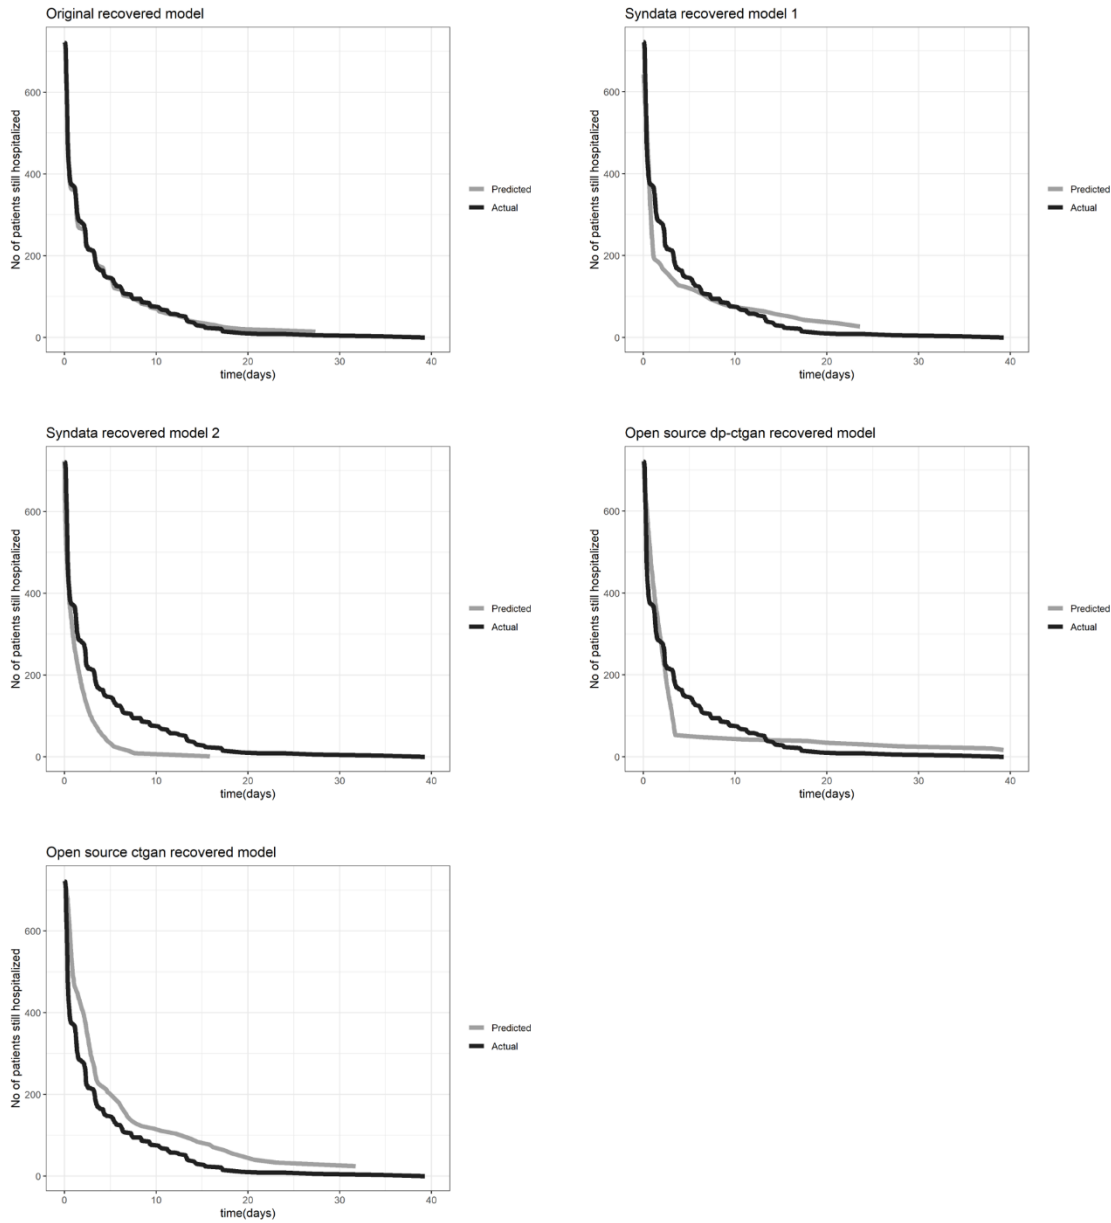 Original recovered model
No of patients still hospitalized
600
400
200
0
0 10 20 30 40
time(days)
Predicted
Actual
Syndata recovered model 1
No of patients still hospitalized
600
400
200
0
0 10 20 30 40
time(days)
Predicted
Actual
Syndata recovered model 2
No of patients still hospitalized
600
400
200
0
0 10 20 30 40
time(days)
Predicted
Actual
Open source dp-ctgan recovered model
No of patients still hospitalized
600
400
200
0
0 10 20 30 40
time(days)
Predicted
Actual
Open source ctgan recovered model
No of patients still hospitalized
600
400
200
0
0 10 20 30 40
time(days)
Predicted
Actual